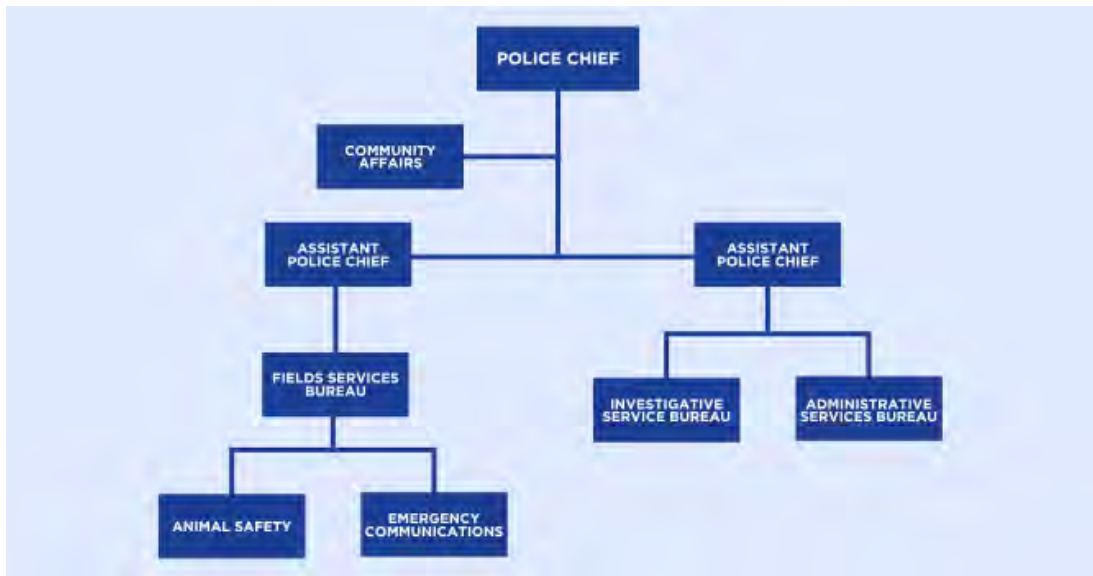 POLICE CHIEF
COMMUNITY
AFFAIRS
ASSISTANT
POLICE CHIEF
ASSISTANT
POLICE CHIEF
FIELDS SERVICES
BUREAU
INVESTIGATIVE
SERVICE BUREAU
ADMINISTRATIVE
SERVICES BUREAU
ANIMAL SAFETY
EMERGENCY
COMMUNICATIONS